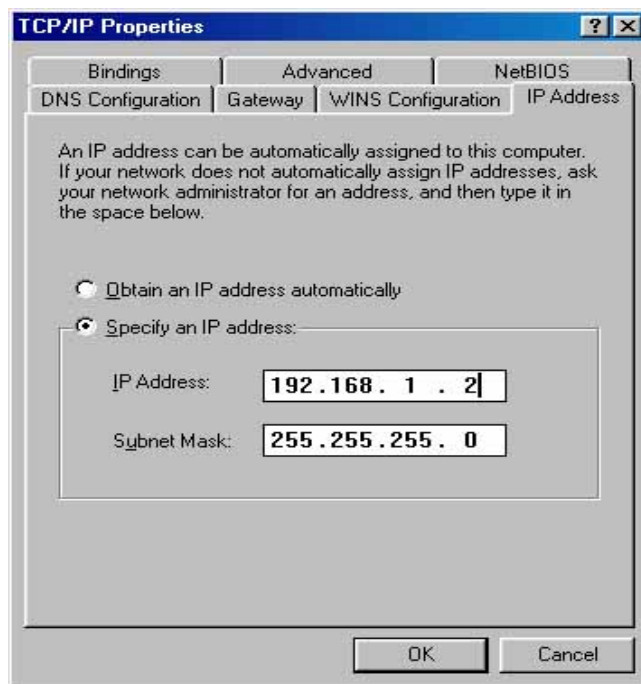 TCP/IP Properties
Bindings Advanced NetBIOS
DNS Configuration Gateway WINS Configuration IP Address
An IP address can be automatically assigned to this computer.
If your network does not automatically assign IP addresses, ask
your network administrator for an address, and then type it in
the space below.
Obtain an IP address automatically
Specify an IP address:
IP Address: 192.168. 1 . 2
Subnet Mask: 255.255.255. 0
OK Cancel